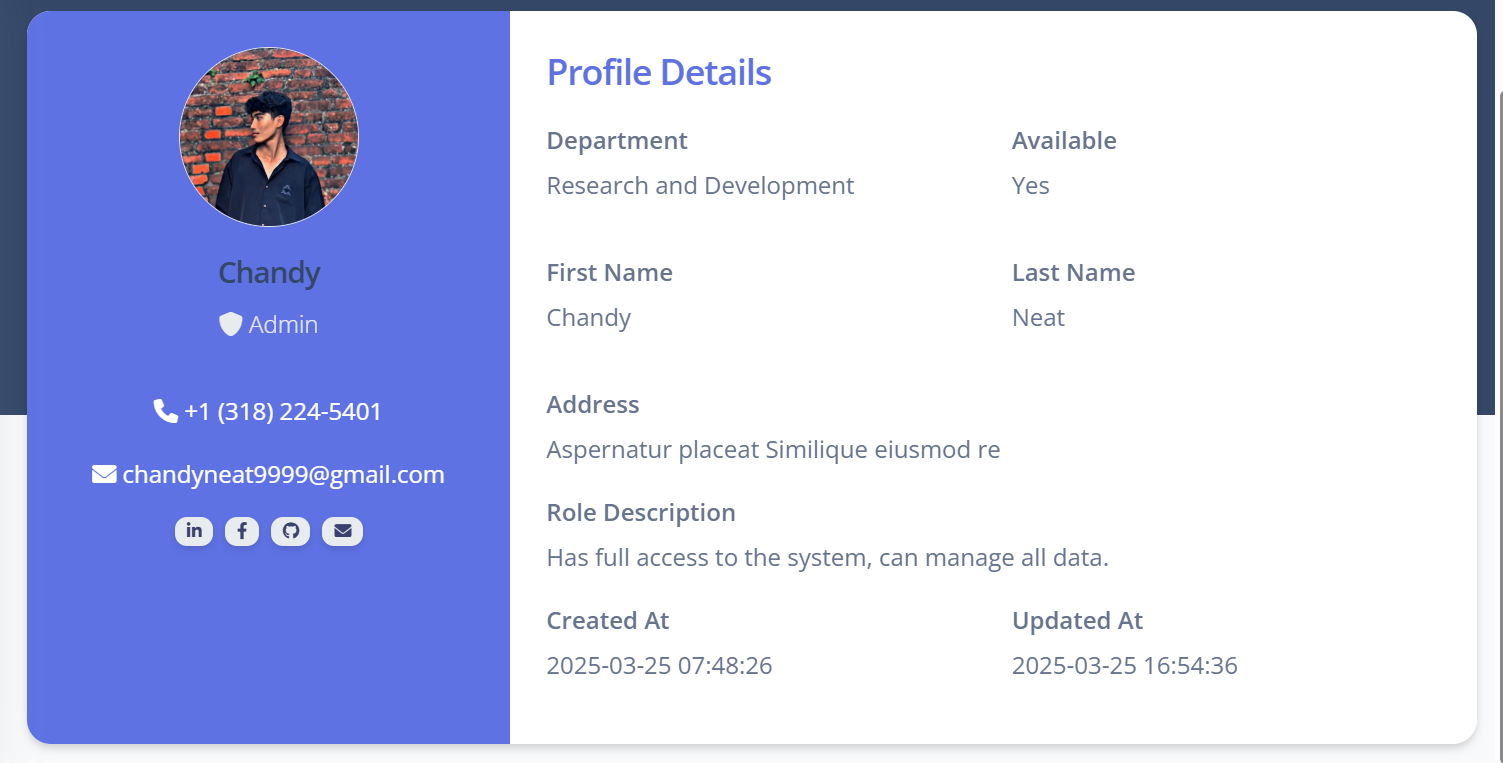 Chandy
Admin
+1 (318) 224-5401
chandyneat9999@gmail.com
in f
Profile Details
Department Available
Research and Development Yes
First Name Last Name
Chandy Neat
Address
Aspernatur placeat Similique eiusmod re
Role Description
Has full access to the system, can manage all data.
Created At Updated At
2025-03-25 07:48:26 2025-03-25 16:54:36